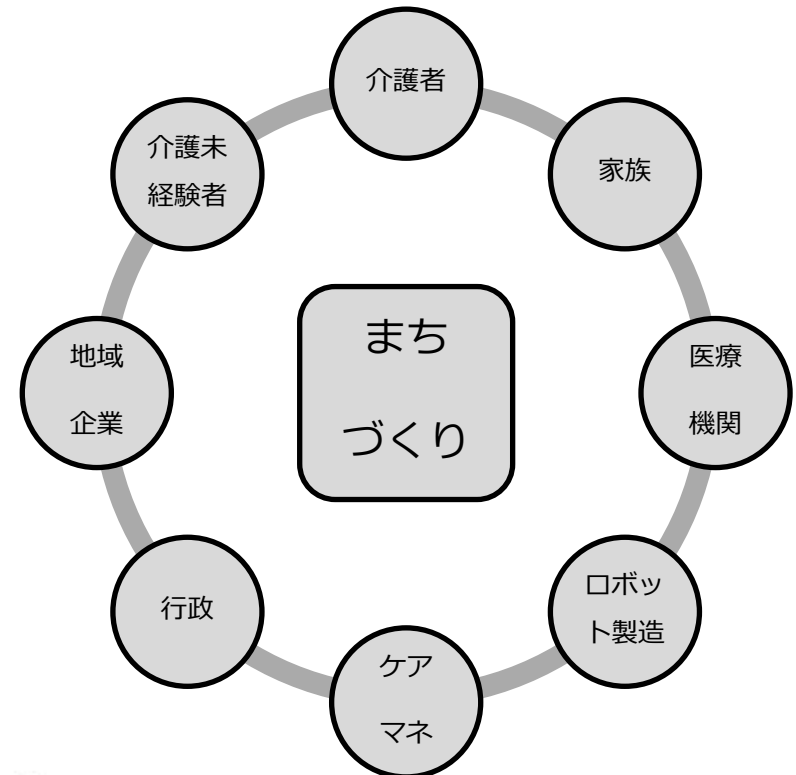 介護者
家族
医療
機関
ロボッ
ト製造
ケア
マネ
行政
地域
企業
介護未
経験者
まち
づくり